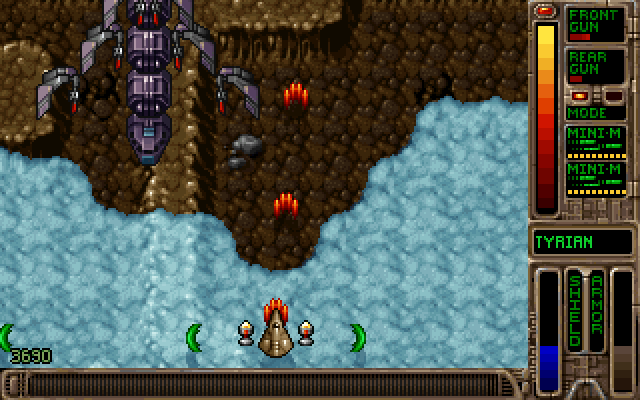 FRONT
GUN
REAR
GUN
MODE
MINI-M
MINI-M
TYRIAN
SHIELD
ARMOR
3690